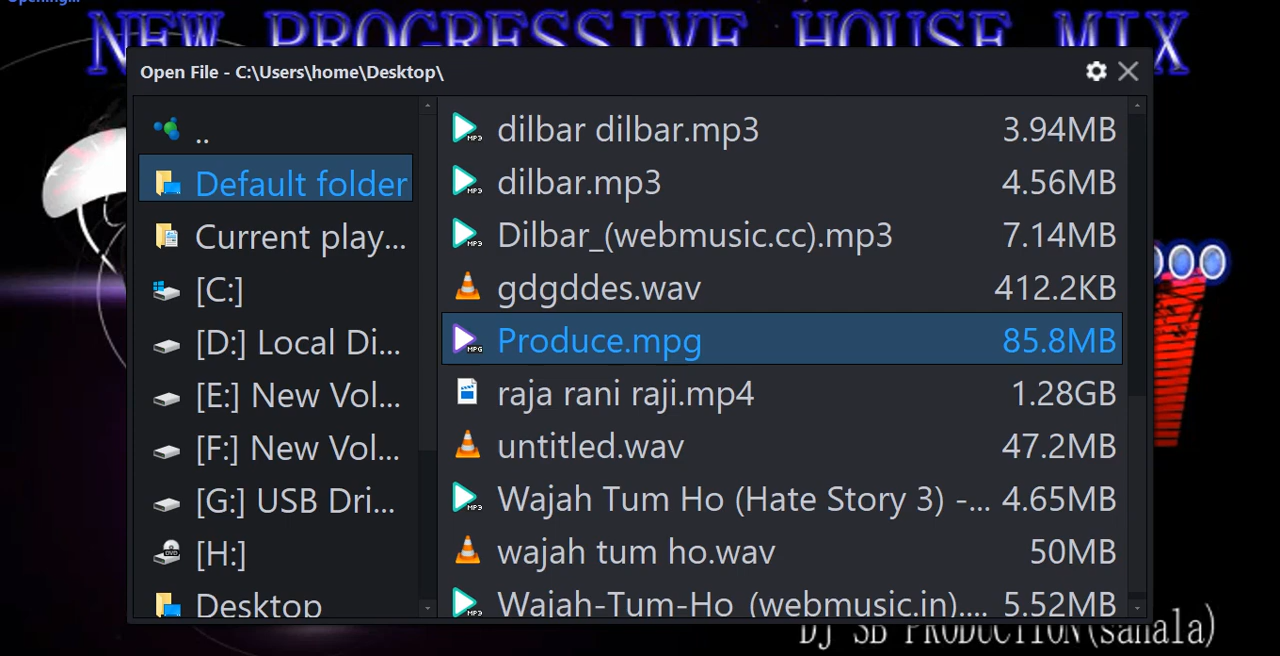 Opening...
NEW PROGRESSIVE HOUSE MIX
Open File - C:\Users\home\Desktop\
..
Default folder
Current play...
[C:]
[D:] Local Di...
[E:] New Vol...
[F:] New Vol...
[G:] USB Dri...
[H:]
Desktop
dilbar dilbar.mp3 3.94MB
dilbar.mp3 4.56MB
Dilbar_(webmusic.cc).mp3 7.14MB
gdgddes.wav 412.2KB
Produce.mpg 85.8MB
raja rani raji.mp4 1.28GB
untitled.wav 47.2MB
Wajah Tum Ho (Hate Story 3) -... 4.65MB
wajah tum ho.wav 50MB
Wajah-Tum-Ho_(webmusic.in).... 5.52MB
DJ SB PRODUCTION(sahala)